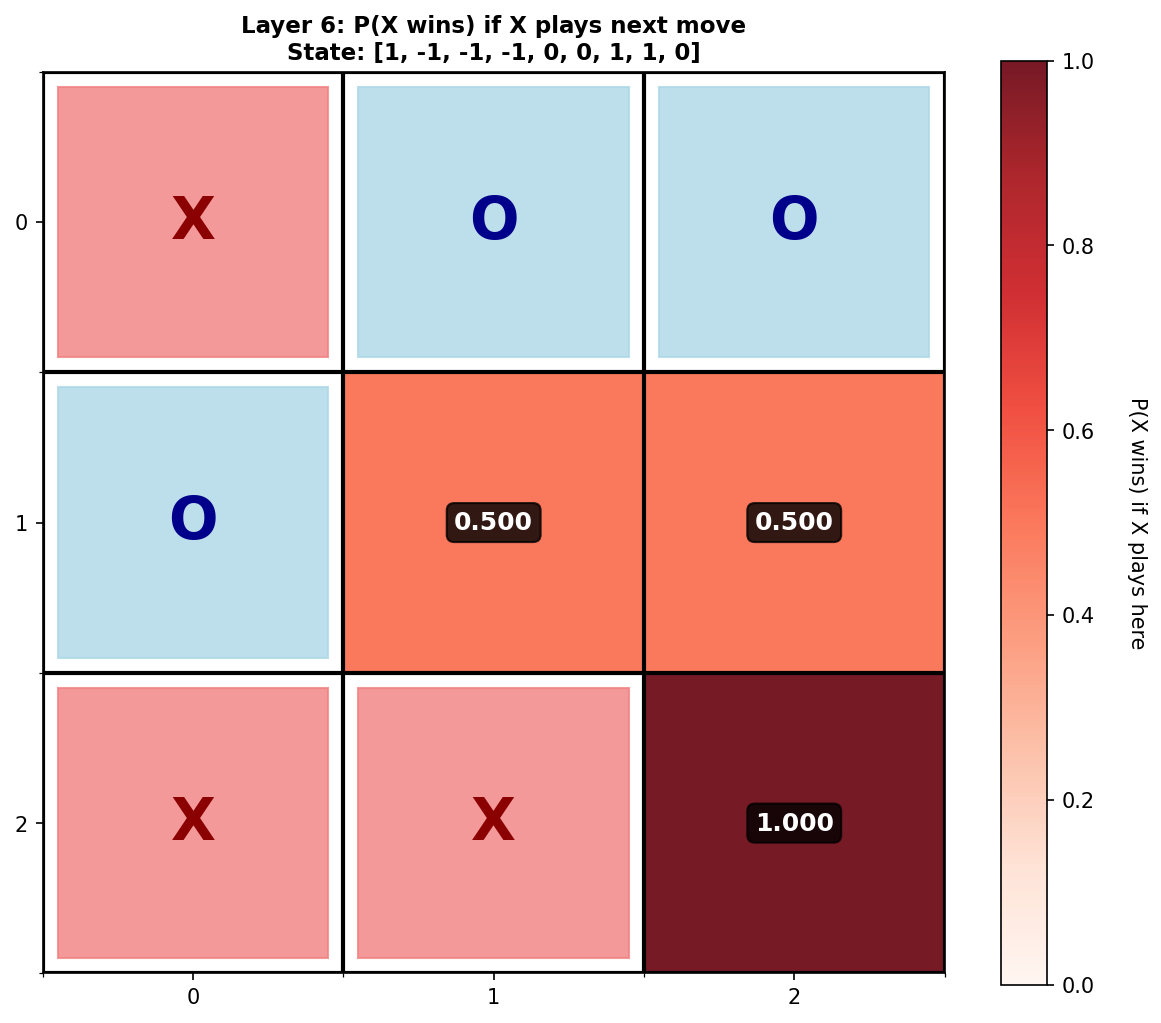 Layer 6: P(X wins) if X plays next move
State: [1, -1, -1, -1, 0, 0, 1, 1, 0]
0
X
O
O
1
O
0.500
0.500
2
X
X
1.000
0
1
2
1.0
0.8
0.6
0.4
0.2
0.0
P(X wins) if X plays here